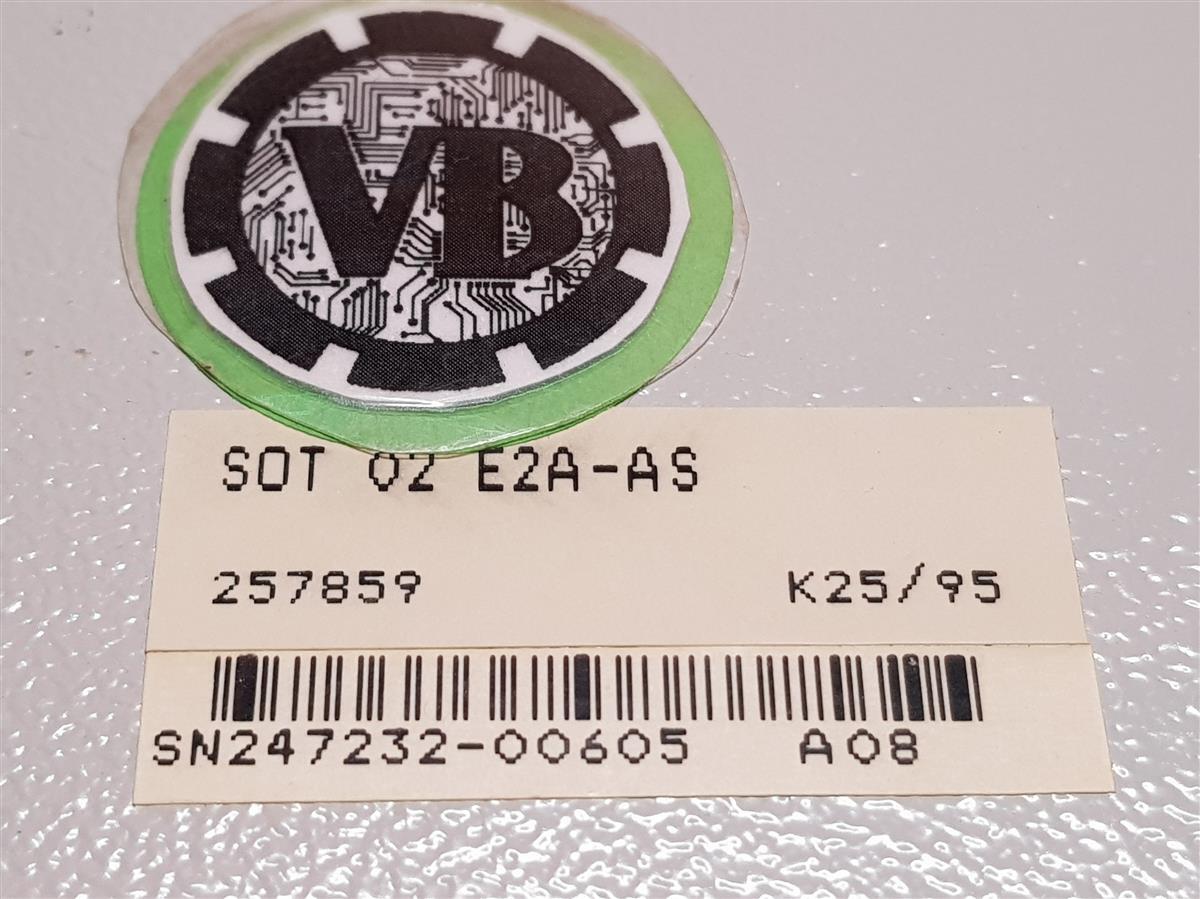 VB
SOT 02 E2A-AS
257859 K25/95
SN247232-00605 A08